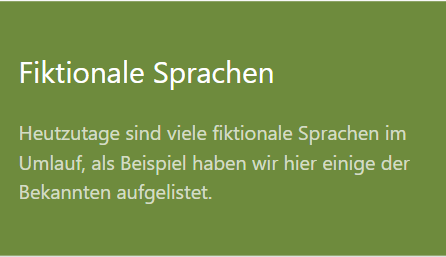 Fiktionale Sprachen
Heutzutage sind viele fiktionale Sprachen im
Umlauf, als Beispiel haben wir hier einige der
Bekannten aufgelistet.